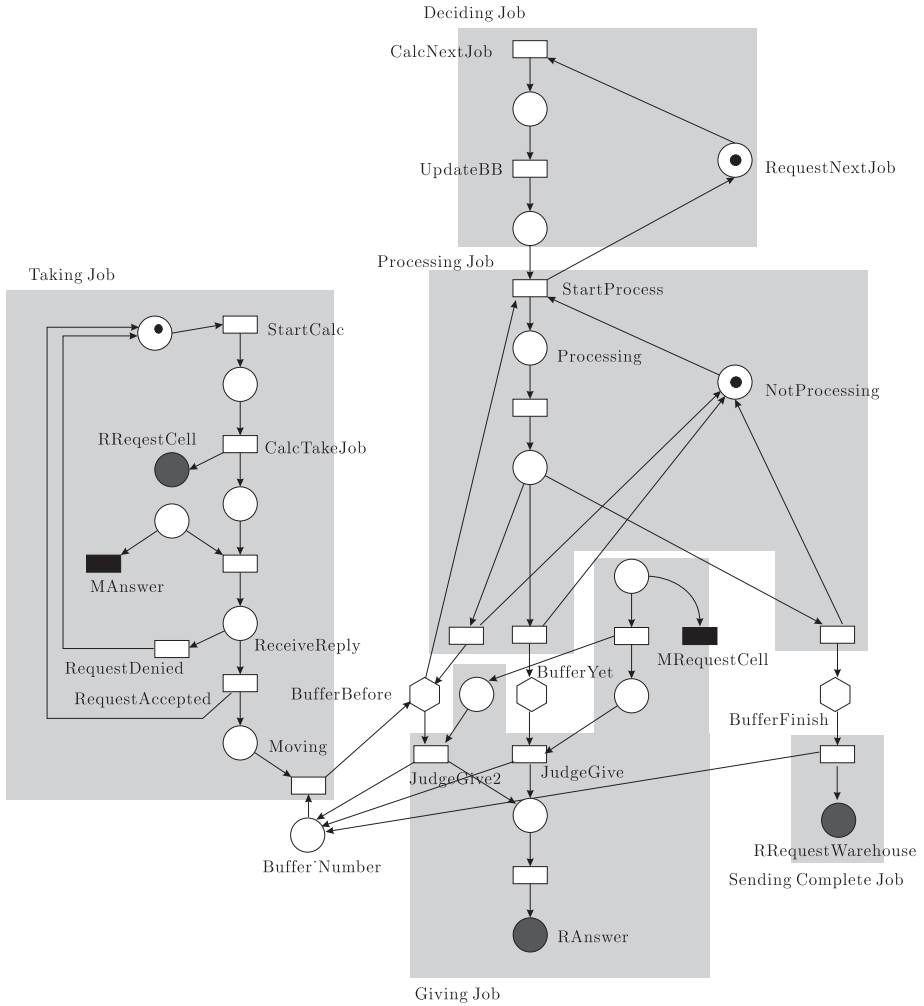 Deciding Job
CalcNextJob
UpdateBB
RequestNextJob
Processing Job
Taking Job
StartProcess
StartCalc
Processing
NotProcessing
RReqestCell
CalcTakeJob
MAnswer
ReceiveReply
RequestDenied
RequestAccepted
MRequestCell
BufferYet
BufferBefore
BufferFinish
Moving
JudgeGive2
JudgeGive
Buffer˙Number
RRequestWarehouse
Sending Complete Job
RAnswer
Giving Job